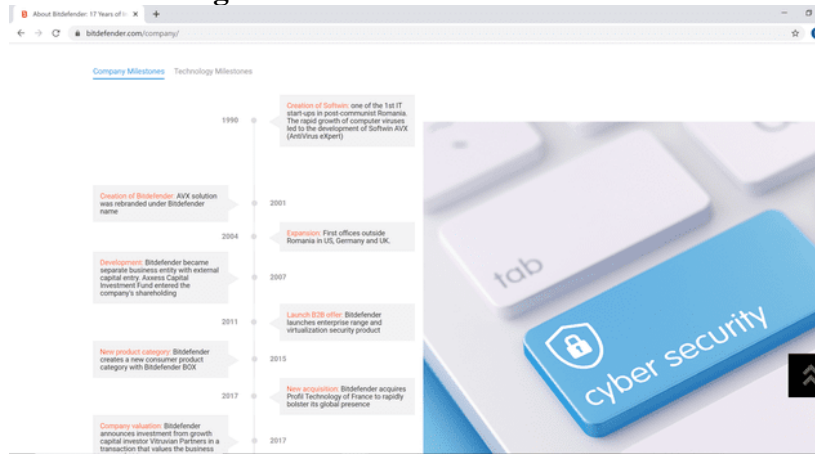 About Bitdefender: 17 Years of
bitdefender.com/company/
Company Milestones Technology Milestones
1990
Creation of Softwin: one of the 1st IT
start-ups in post-communist Romania.
The rapid growth of computer viruses
led to the development of Softwin AVX
(AntiVirus eXpert)
Creation of Bitdefender: AVX solution
was rebranded under Bitdefender
name
2001
2004
Expansion: First offices outside
Romania in US, Germany and UK.
Development: Bitdefender became
separate business entity with external
capital entry. Axxess Capital
Investment Fund entered the
company's shareholding
2007
2011
Launch B2B offer: Bitdefender
launches enterprise range and
virtualization security product
New product category: Bitdefender
creates a new consumer product
category with Bitdefender BOX
2015
2017
New acquisition: Bitdefender acquires
Profil Technology of France to rapidly
bolster its global presence
Company valuation: Bitdefender
announces investment from growth
capital investor Vitruvian Partners in a
transaction that values the business
2017
tab
cyber security